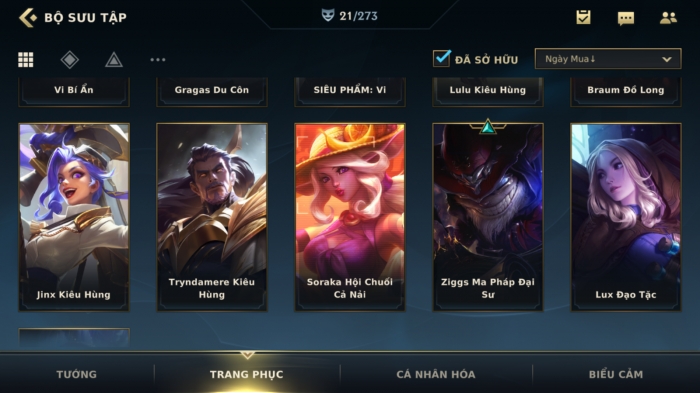 BỘ SƯU TẬP
21/273
ĐÃ SỞ HỮU
Ngày Mua↓
Vi Bí Ẩn
Gragas Du Côn
SIÊU PHẨM: Vi
Lulu Kiêu Hùng
Braum Đồ Long
Jinx Kiêu Hùng
Tryndamere Kiêu
Hùng
Soraka Hội Chuối
Cả Nải
Ziggs Ma Pháp Đại
Sư
Lux Đạo Tặc
TƯỚNG
TRANG PHỤC
CÁ NHÂN HÓA
BIỂU CẢM